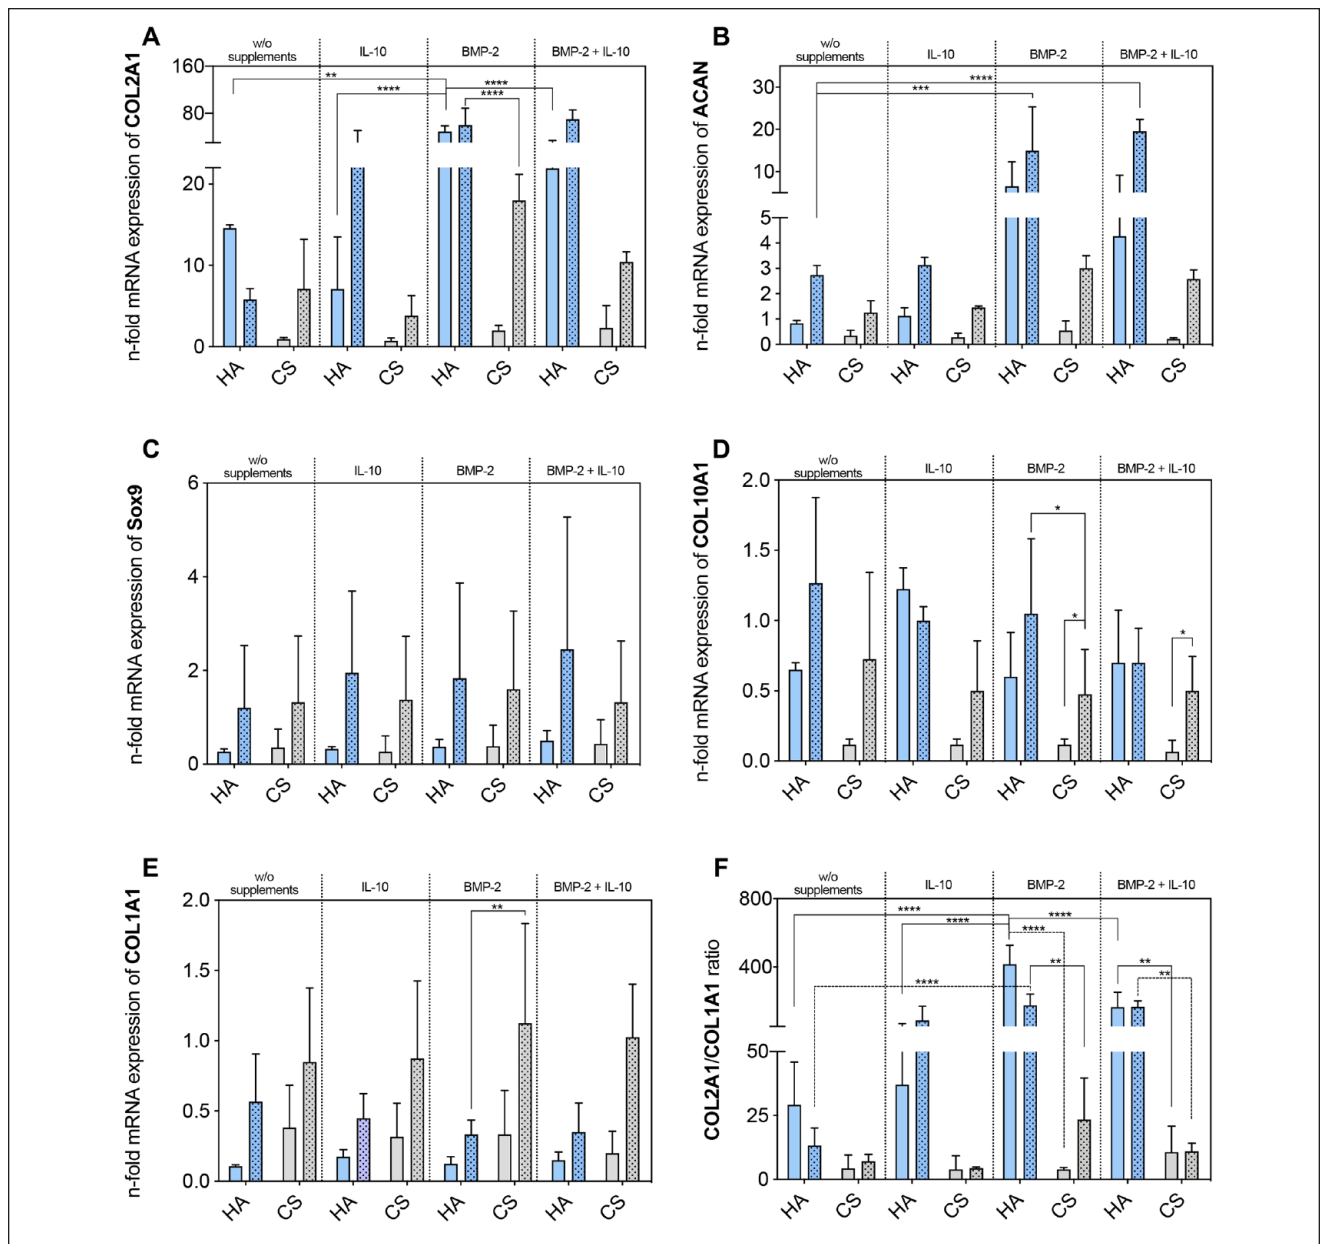 A
w/o
supplements
IL-10
BMP-2
BMP-2 + IL-10
n-fold mRNA expression of COL2A1
160
80
20
10
0
**
****
****
****
HA
CS
HA
CS
HA
CS
HA
CS
B
w/o
supplements
IL-10
BMP-2
BMP-2 + IL-10
n-fold mRNA expression of ACAN
30
20
10
5
4
3
2
1
0
****
***
HA
CS
HA
CS
HA
CS
HA
CS
C
w/o
supplements
IL-10
BMP-2
BMP-2 + IL-10
n-fold mRNA expression of Sox9
6
4
2
0
HA
CS
HA
CS
HA
CS
HA
CS
D
w/o
supplements
IL-10
BMP-2
BMP-2 + IL-10
n-fold mRNA expression of COL10A1
2.0
1.5
1.0
0.5
0.0
*
*
*
HA
CS
HA
CS
HA
CS
HA
CS
E
w/o
supplements
IL-10
BMP-2
BMP-2 + IL-10
n-fold mRNA expression of COL1A1
2.0
1.5
1.0
0.5
0.0
**
HA
CS
HA
CS
HA
CS
HA
CS
F
w/o
supplements
IL-10
BMP-2
BMP-2 + IL-10
COL2A1/COL1A1 ratio
800
400
50
25
0
****
****
****
****
****
**
**
**
HA
CS
HA
CS
HA
CS
HA
CS